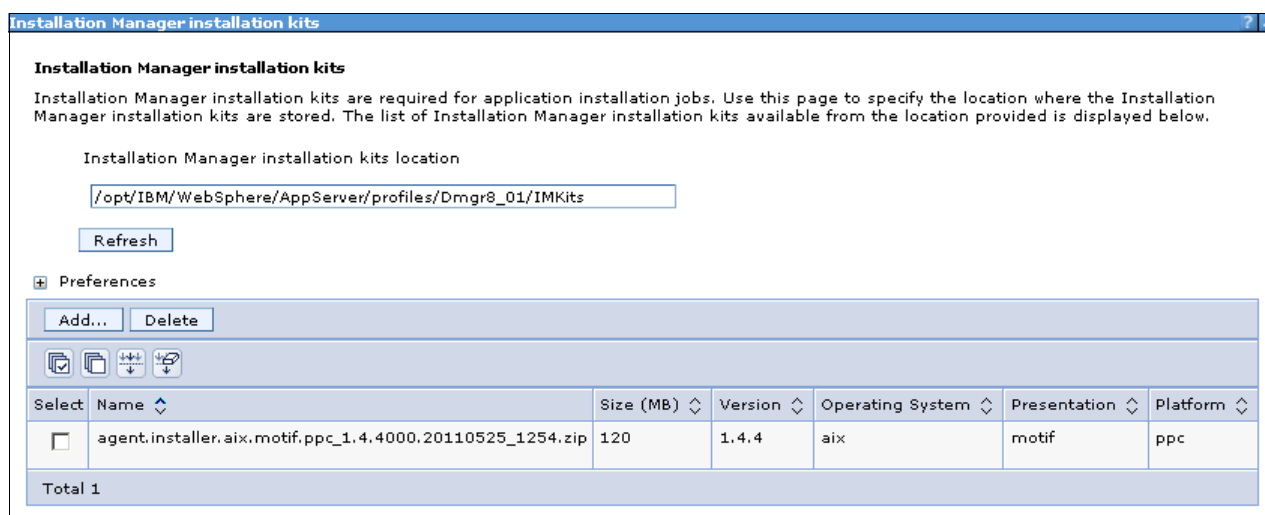 Installation Manager installation kits ?
Installation Manager installation kits
Installation Manager installation kits are required for application installation jobs. Use this page to specify the location where the Installation
Manager installation kits are stored. The list of Installation Manager installation kits available from the location provided is displayed below.
Installation Manager installation kits location
/opt/IBM/WebSphere/AppServer/profiles/Dmgr8_01/IMKits
Refresh
Preferences
Add... Delete
Select Name Size (MB) Version Operating System Presentation Platform
agent.installer.aix.motif.ppc_1.4.4000.20110525_1254.zip 120 1.4.4 aix motif ppc
Total 1